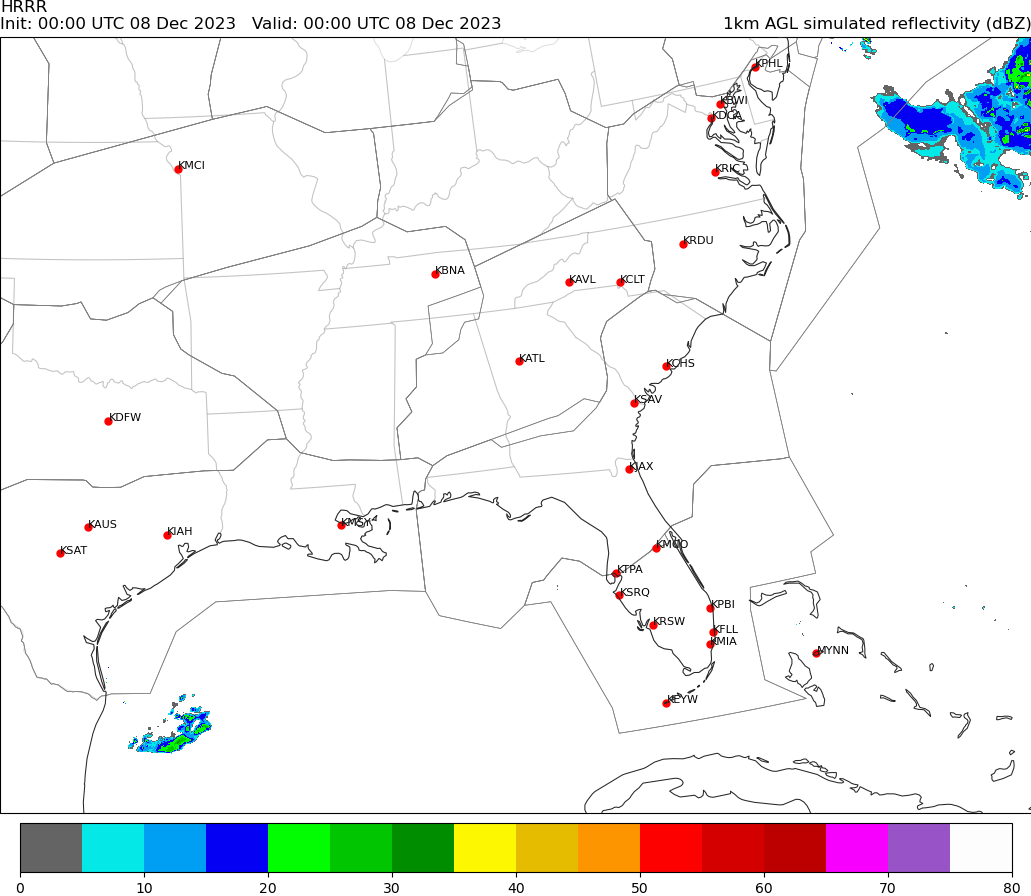 HRRR
Init: 00:00 UTC 08 Dec 2023   Valid: 00:00 UTC 08 Dec 2023   1km AGL simulated reflectivity (dBZ)
KPHL
KBWI
KDCA
KMCI
KRIC
KRDU
KBNA
KAVL
KCLT
KATL
KCHS
KSAV
KDFW
KJAX
KAUS
KMSY
KIAH
KSAT
KMCO
KTPA
KSRQ
KPBI
KRSW
KFLL
KMIA
MYNN
KEYW
0 10 20 30 40 50 60 70 80